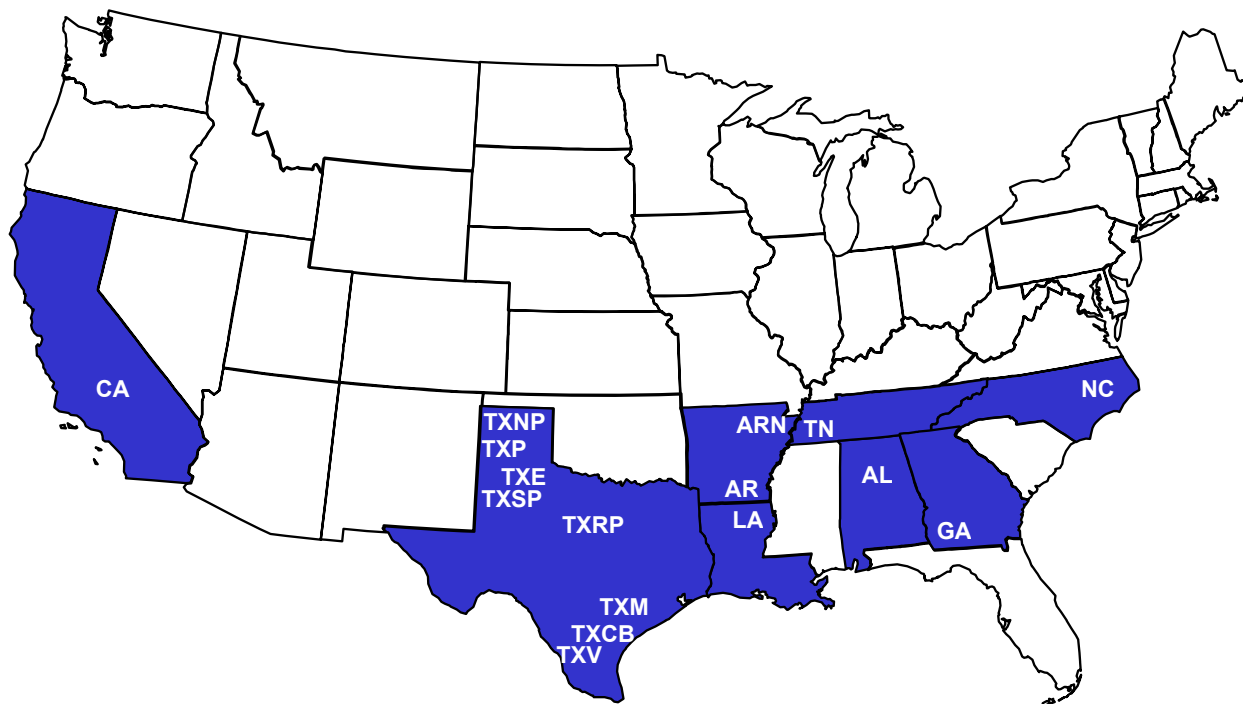 CA
NC
TXNP
ARN
TN
TXP
TXE
AL
TXSP
AR
LA
TXRP
GA
TXM
TXCB
TXV